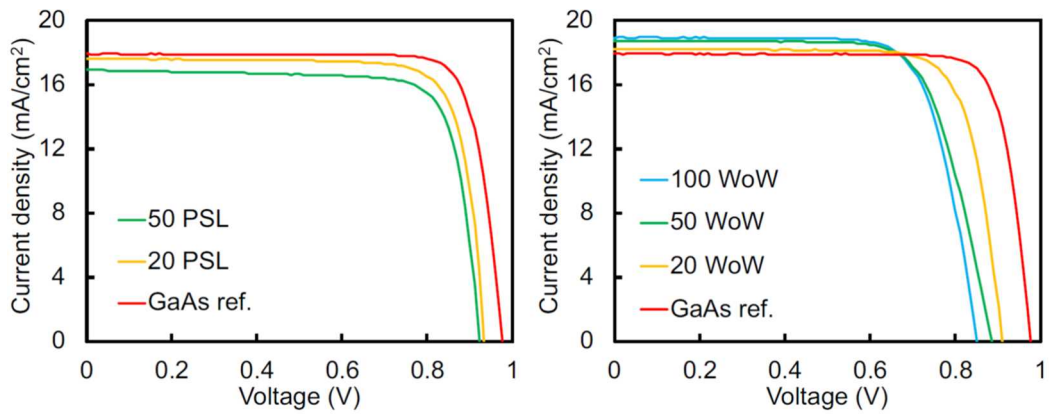 20
16
12
8
4
0
Current density (mA/cm²)
50 PSL
20 PSL
GaAs ref.
0 0.2 0.4 0.6 0.8 1
Voltage (V)
20
16
12
8
4
0
Current density (mA/cm²)
100 WoW
50 WoW
20 WoW
GaAs ref.
0 0.2 0.4 0.6 0.8 1
Voltage (V)